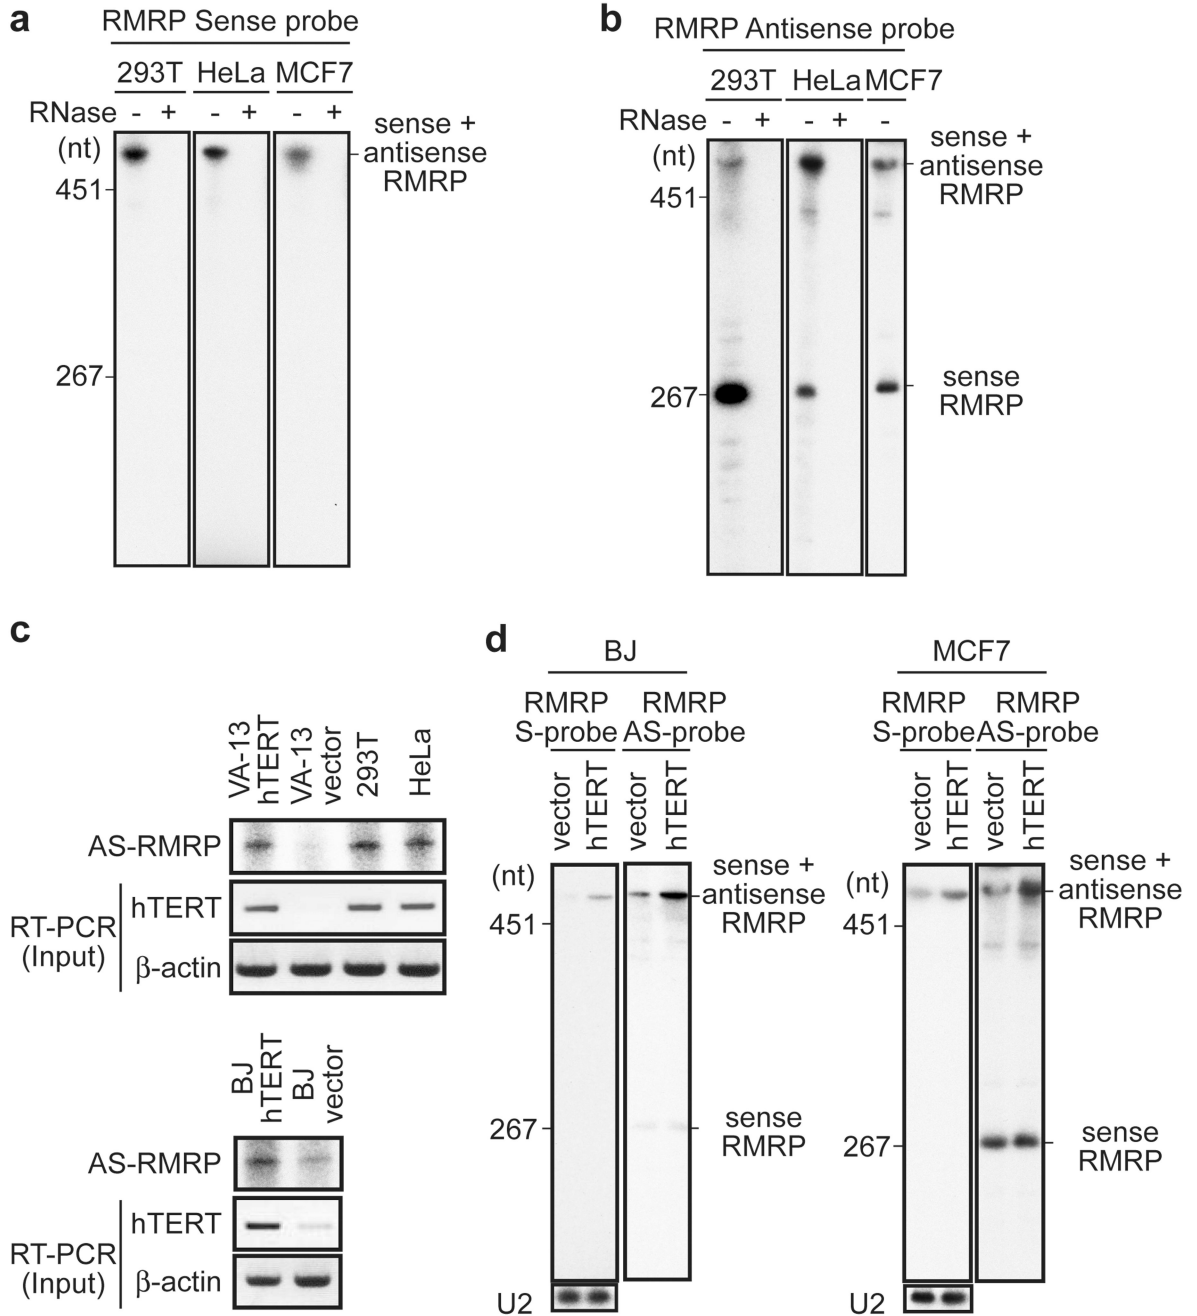 a
RMRP Sense probe
293T HeLa MCF7
RNase - + - + - +
(nt)
451
267
sense +
antisense
RMRP
b
RMRP Antisense probe
293T HeLa MCF7
RNase - + - + -
(nt)
451
267
sense +
antisense
RMRP
sense
RMRP
c
VA-13
hTERT
VA-13
vector
293T
HeLa
AS-RMRP
RT-PCR
(Input)
hTERT
β-actin
BJ
hTERT
BJ
vector
AS-RMRP
RT-PCR
(Input)
hTERT
β-actin
d
BJ
RMRP
S-probe
RMRP
AS-probe
vector
hTERT
vector
hTERT
(nt)
451
267
sense +
antisense
RMRP
sense
RMRP
U2
MCF7
RMRP
S-probe
RMRP
AS-probe
vector
hTERT
vector
hTERT
(nt)
451
267
sense +
antisense
RMRP
sense
RMRP
U2